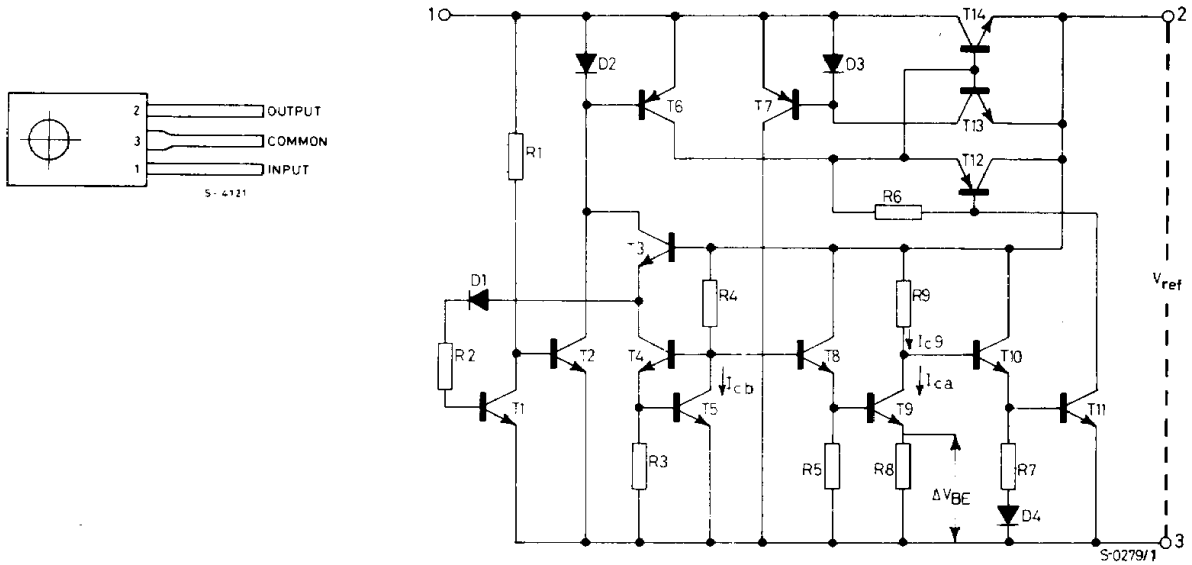 2 OUTPUT
3 COMMON
1 INPUT
S-4121
1
2
T14
D2
D3
T6
T7
T13
R1
T12
R6
T3
D1
R4
R9
Vref
R2
Ic9
T2
T4
T8
T10
Icb
Ica
T1
T5
T9
T11
R3
R5
R8
R7
ΔVBE
D4
3
S-0279/1